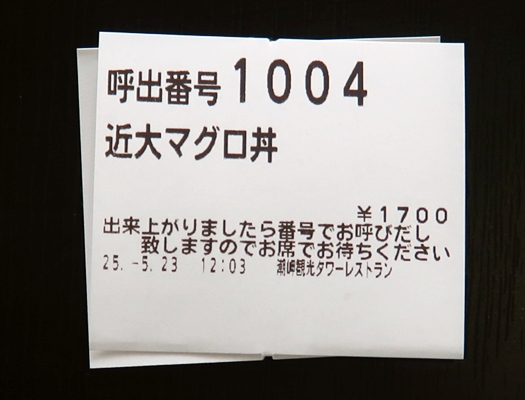 呼出番号 1004
近大マグロ丼
¥1700
出来上がりましたら番号でお呼びだし
致しますのでお席でお待ちください
25.-5.23 12:03 潮岬観光タワーレストラン